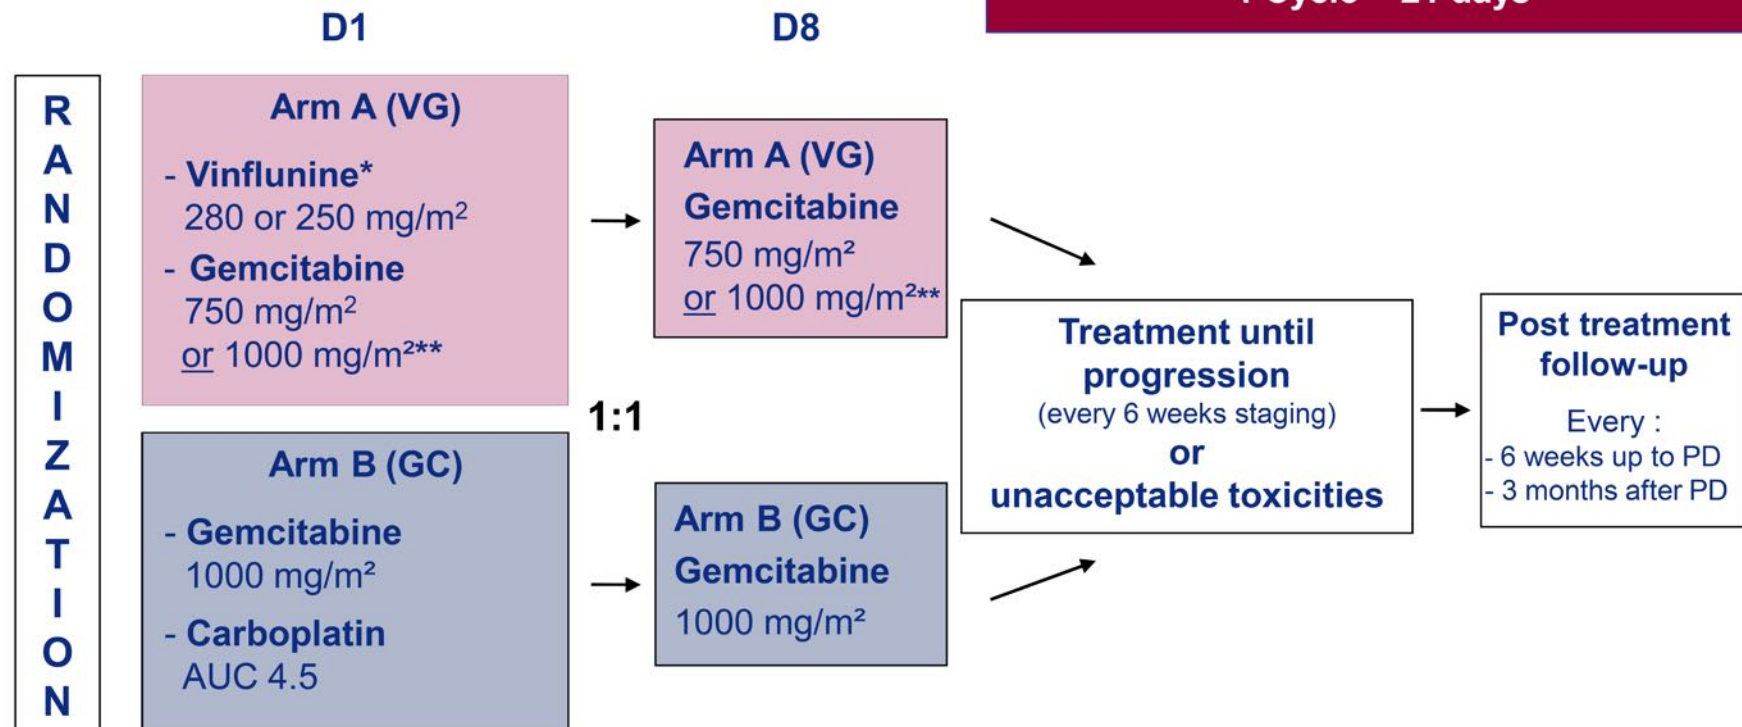 D1
D8
RANDOMIZATION
Arm A (VG)
- Vinflunine*
280 or 250 mg/m²
- Gemcitabine
750 mg/m²
or 1000 mg/m²**
Arm A (VG)
Gemcitabine
750 mg/m²
or 1000 mg/m²**
1:1
Arm B (GC)
- Gemcitabine
1000 mg/m²
- Carboplatin
AUC 4.5
Arm B (GC)
Gemcitabine
1000 mg/m²
Treatment until
progression
(every 6 weeks staging)
or
unacceptable toxicities
Post treatment
follow-up
Every :
- 6 weeks up to PD
- 3 months after PD